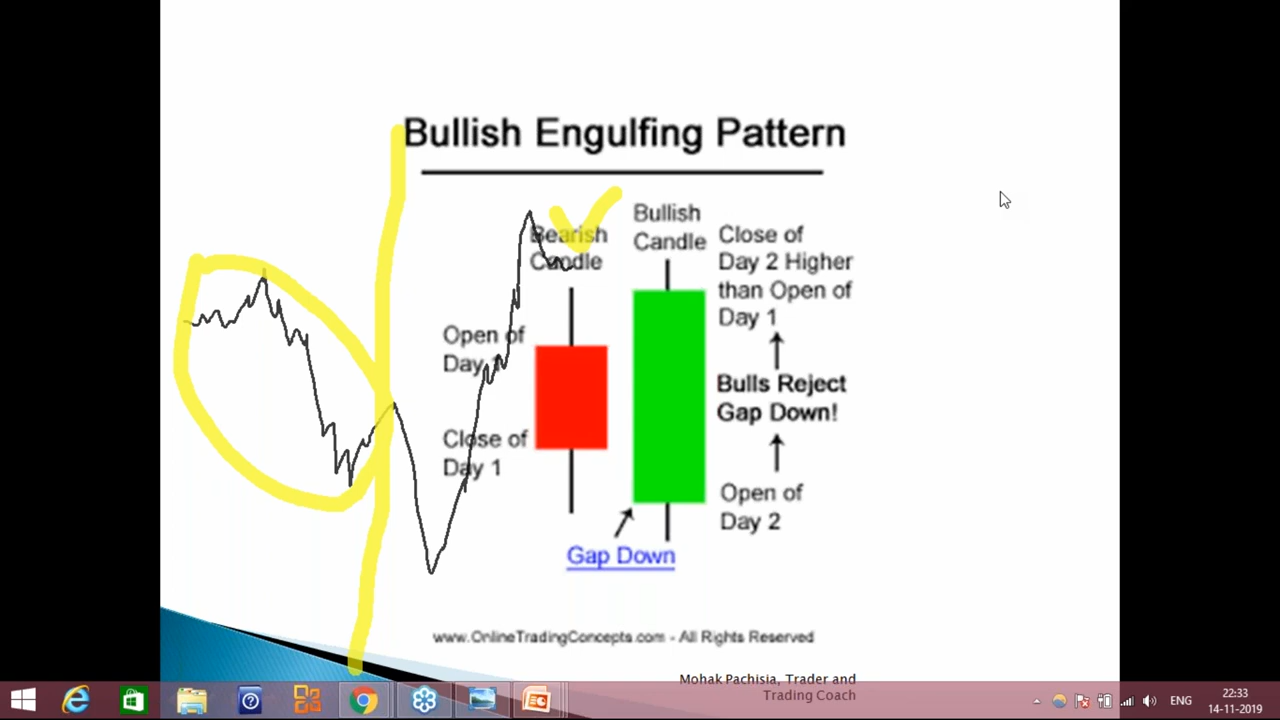 Bullish Engulfing Pattern
Bearish
Candle
Bullish
Candle
Close of
Day 2 Higher
than Open of
Day 1
Open of
Day 1
Bulls Reject
Gap Down!
Close of
Day 1
Open of
Day 2
Gap Down
www.OnlineTradingConcepts.com - All Rights Reserved
Mohak Pachisia, Trader and
Trading Coach
ENG
22:33
14-11-2019